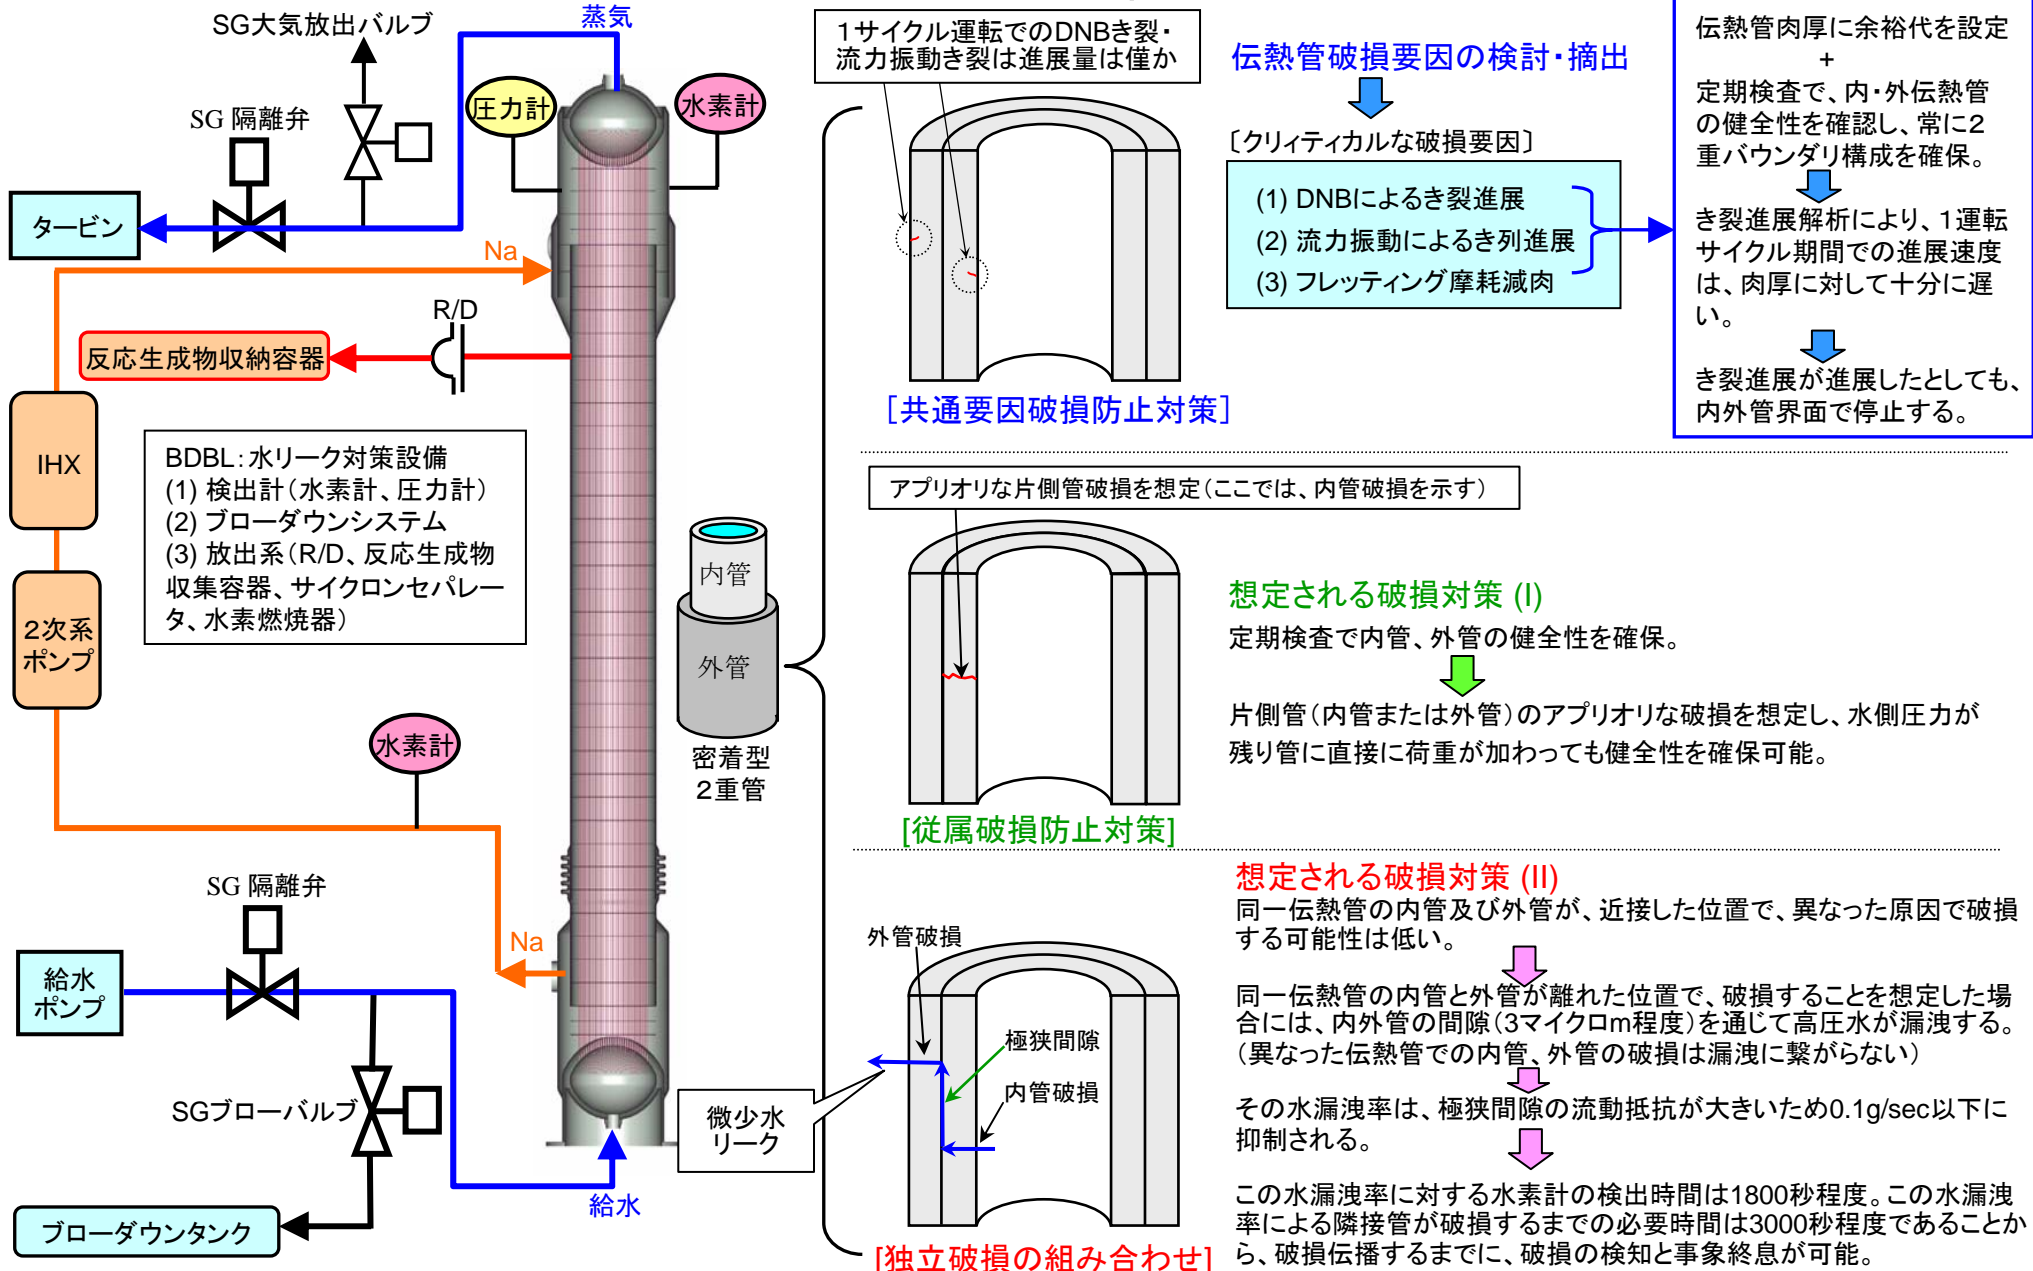 SG大気放出バルブ
蒸気
圧力計
水素計
SG 隔離弁
タービン
Na
R/D
反応生成物収納容器
IHX
BDBL：水リーク対策設備
(1) 検出計（水素計、圧力計）
(2) ブローダウンシステム
(3) 放出系（R/D、反応生成物
収集容器、サイクロンセパレー
タ、水素燃焼器）
2次系
ポンプ
水素計
SG 隔離弁
Na
給水
ポンプ
SGブローバルブ
給水
ブローダウンタンク
内管
外管
密着型
2重管
1サイクル運転でのDNBき裂・
流力振動き裂は進展量は僅か
[共通要因破損防止対策]
伝熱管破損要因の検討・摘出
〔クリィティカルな破損要因〕
(1) DNBによるき裂進展
(2) 流力振動によるき列進展
(3) フレッティング摩耗減肉
伝熱管肉厚に余裕代を設定
+
定期検査で、内・外伝熱管
の健全性を確認し、常に2
重バウンダリ構成を確保。
き裂進展解析により、1運転
サイクル期間での進展速度
は、肉厚に対して十分に遅
い。
き裂進展が進展したとしても、
内外管界面で停止する。
アプリオリな片側管破損を想定（ここでは、内管破損を示す）
[従属破損防止対策]
想定される破損対策 (I)
定期検査で内管、外管の健全性を確保。
片側管（内管または外管）のアプリオリな破損を想定し、水側圧力が
残り管に直接に荷重が加わっても健全性を確保可能。
外管破損
極狭間隙
内管破損
微少水
リーク
[独立破損の組み合わせ]
想定される破損対策 (II)
同一伝熱管の内管及び外管が、近接した位置で、異なった原因で破損
する可能性は低い。
同一伝熱管の内管と外管が離れた位置で、破損することを想定した場
合には、内外管の間隙（3マイクロm程度）を通じて高圧水が漏洩する。
（異なった伝熱管での内管、外管の破損は漏洩に繋がらない）
その水漏洩率は、極狭間隙の流動抵抗が大きいため0.1g/sec以下に
抑制される。
この水漏洩率に対する水素計の検出時間は1800秒程度。この水漏洩
率による隣接管が破損するまでの必要時間は3000秒程度であることか
ら、破損伝播するまでに、破損の検知と事象終息が可能。